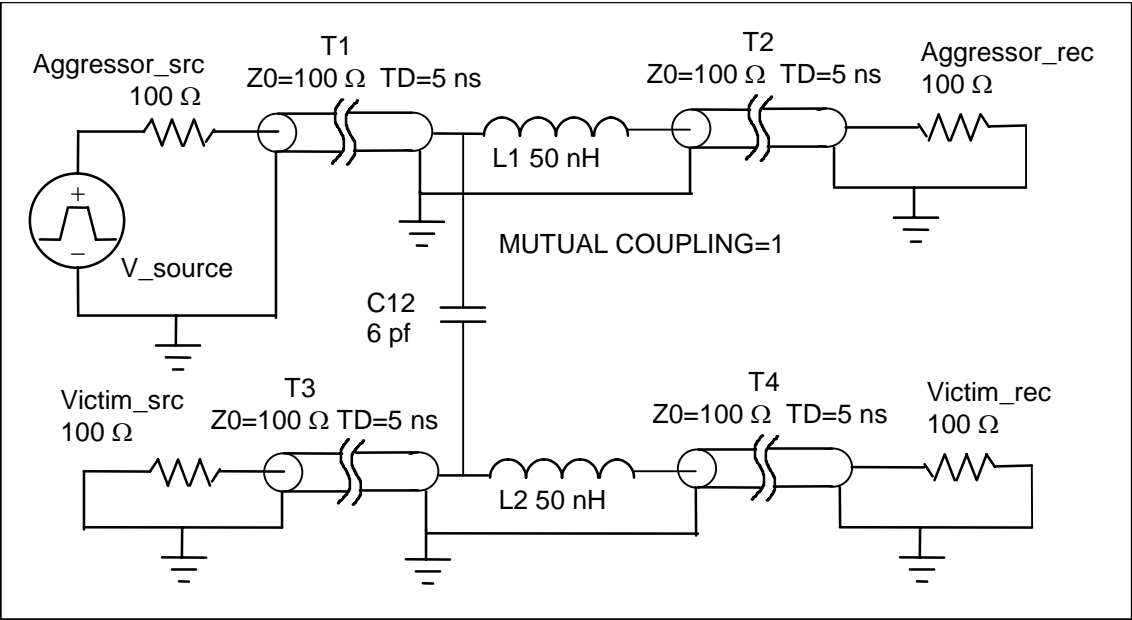 T1
T2
Aggressor_src
100 Ω
Z0=100 Ω TD=5 ns
Z0=100 Ω TD=5 ns
Aggressor_rec
100 Ω
L1 50 nH
+
−
V_source
MUTUAL COUPLING=1
C12
6 pf
T3
T4
Victim_src
100 Ω
Z0=100 Ω TD=5 ns
Z0=100 Ω TD=5 ns
Victim_rec
100 Ω
L2 50 nH